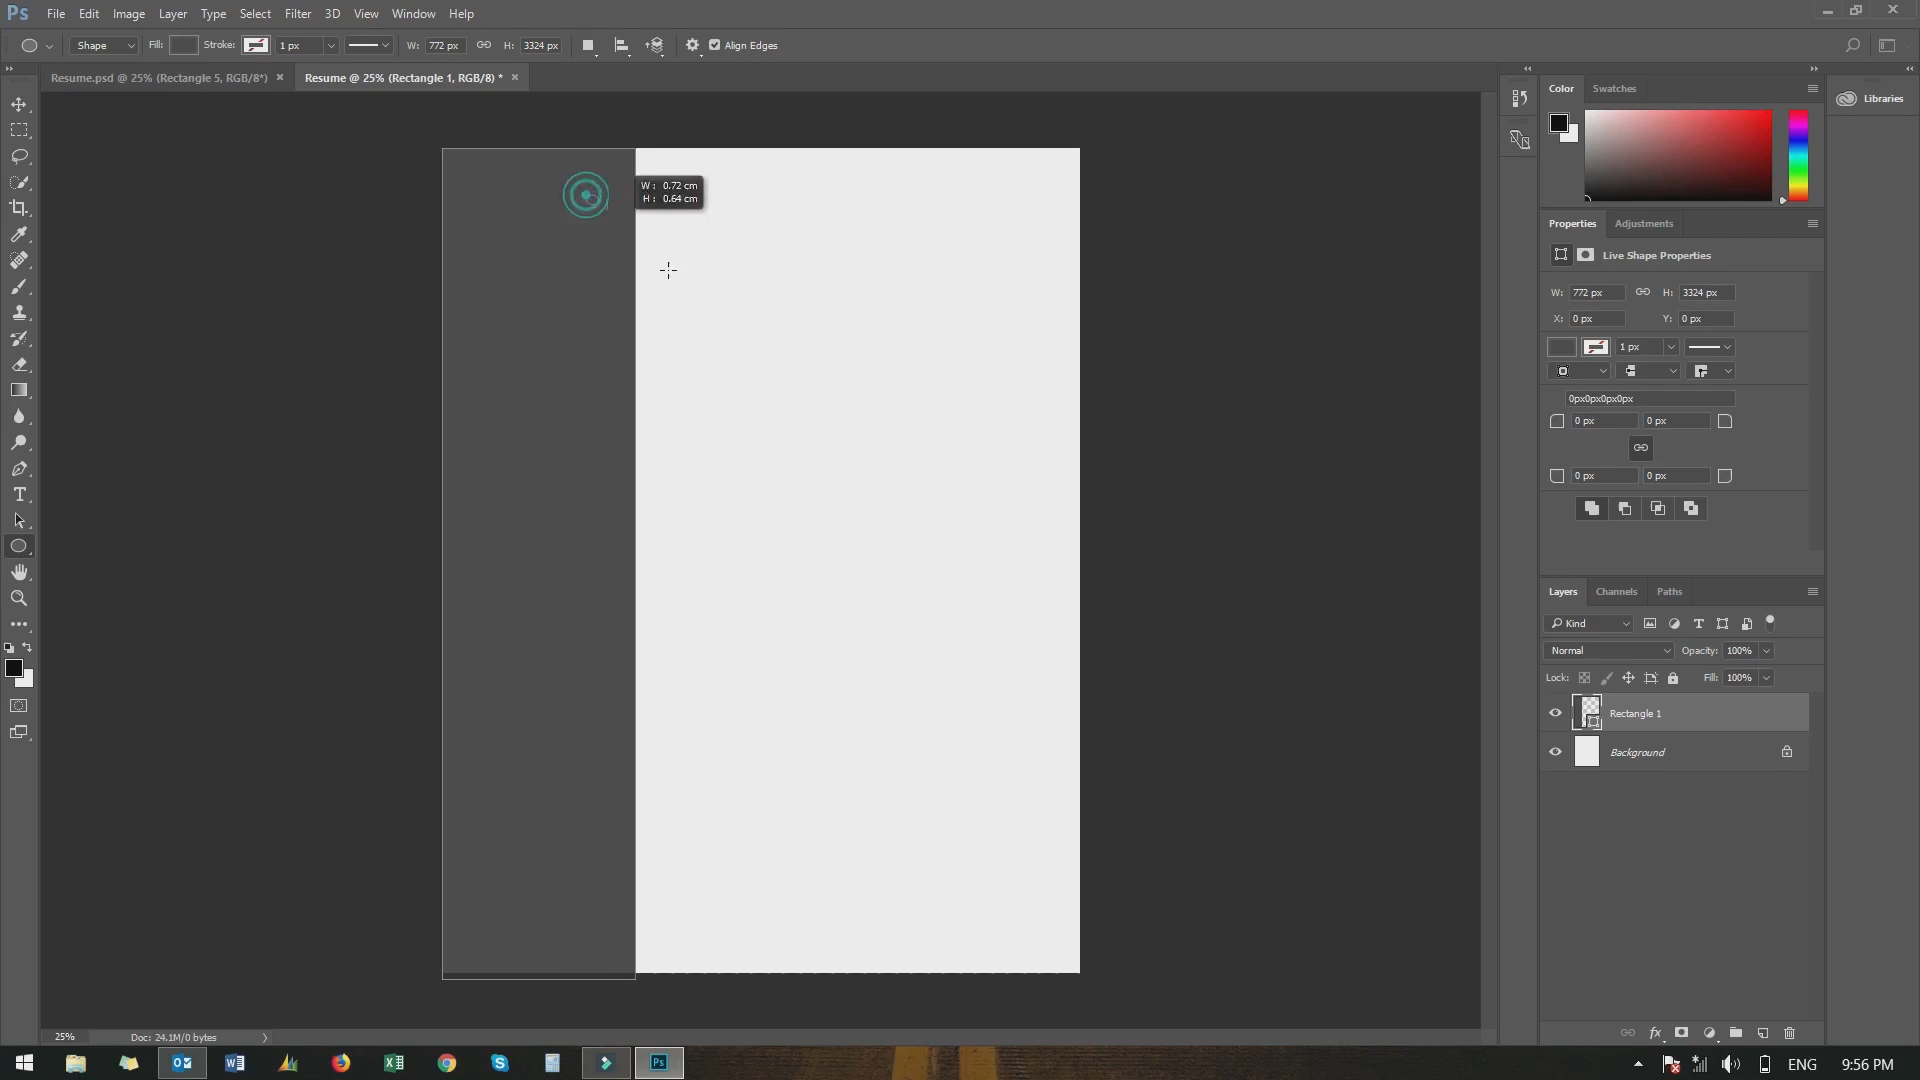 Ps File Edit Image Layer Type Select Filter 3D View Window Help
Shape Fill: Stroke: 1 px W: 772 px H: 3324 px Align Edges
Resume.psd @ 25% (Rectangle 5, RGB/8*) × Resume @ 25% (Rectangle 1, RGB/8) * ×
Color Swatches
Libraries
W : 0.72 cm
H : 0.64 cm
Properties Adjustments
Live Shape Properties
W: 772 px H: 3324 px
X: 0 px Y: 0 px
1 px
0px0px0px0px
0 px 0 px
0 px 0 px
Layers Channels Paths
Kind
Normal Opacity: 100%
Lock: Fill: 100%
Rectangle 1
Background
25% Doc: 24.1M/0 bytes
ENG 9:56 PM